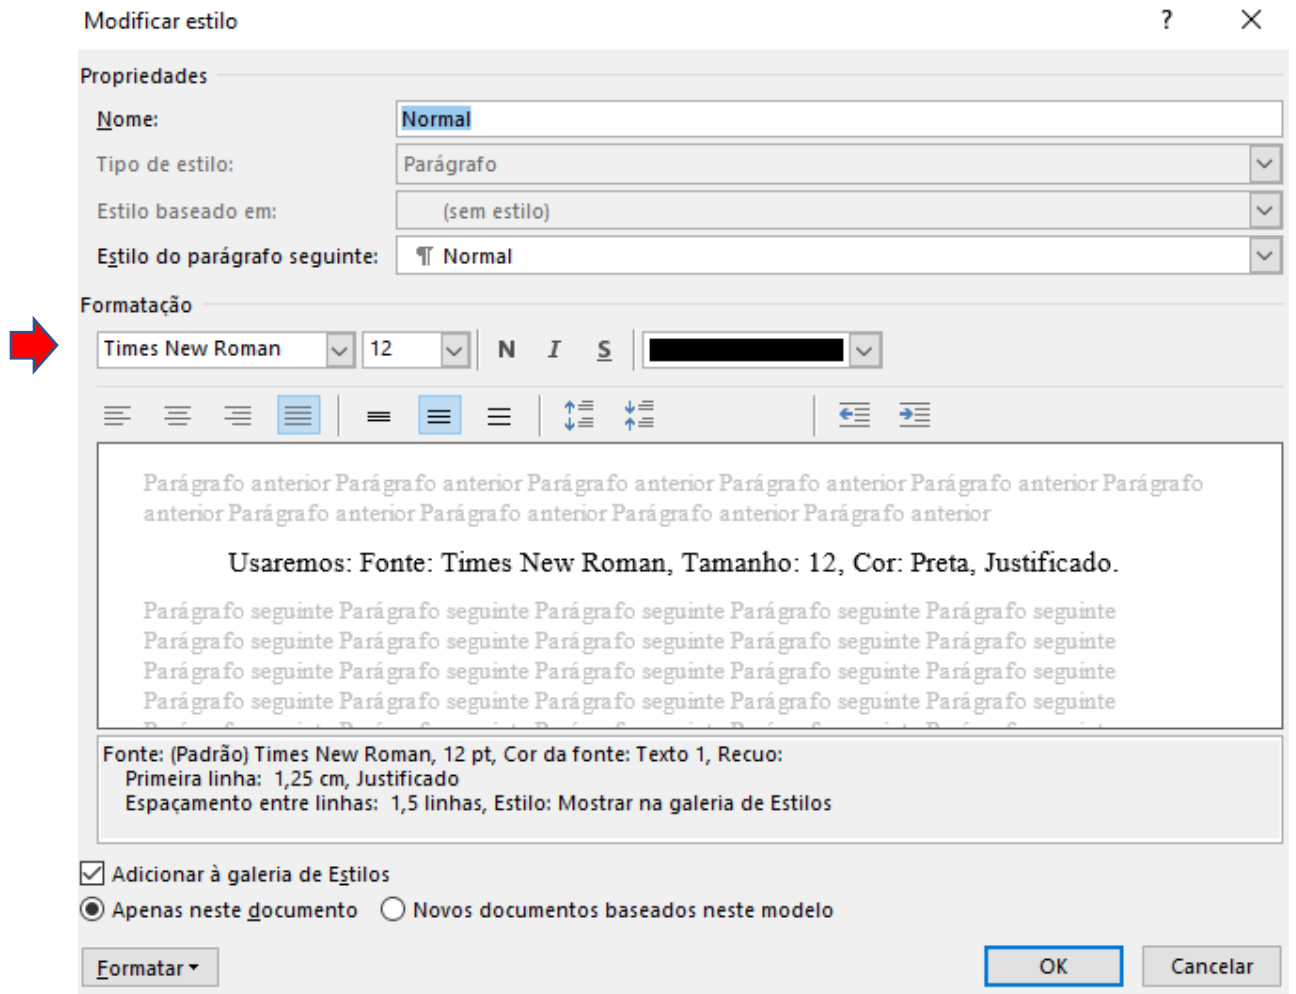 Modificar estilo ? ×
Propriedades
Nome: Normal
Tipo de estilo: Parágrafo
Estilo baseado em: (sem estilo)
Estilo do parágrafo seguinte: ¶ Normal
Formatação
Times New Roman 12 N I S
Parágrafo anterior Parágrafo anterior Parágrafo anterior Parágrafo anterior Parágrafo anterior Parágrafo
anterior Parágrafo anterior Parágrafo anterior Parágrafo anterior Parágrafo anterior
Usaremos: Fonte: Times New Roman, Tamanho: 12, Cor: Preta, Justificado.
Parágrafo seguinte Parágrafo seguinte Parágrafo seguinte Parágrafo seguinte Parágrafo seguinte
Parágrafo seguinte Parágrafo seguinte Parágrafo seguinte Parágrafo seguinte Parágrafo seguinte
Parágrafo seguinte Parágrafo seguinte Parágrafo seguinte Parágrafo seguinte Parágrafo seguinte
Parágrafo seguinte Parágrafo seguinte Parágrafo seguinte Parágrafo seguinte Parágrafo seguinte
Fonte: (Padrão) Times New Roman, 12 pt, Cor da fonte: Texto 1, Recuo:
Primeira linha: 1,25 cm, Justificado
Espaçamento entre linhas: 1,5 linhas, Estilo: Mostrar na galeria de Estilos
Adicionar à galeria de Estilos
Apenas neste documento Novos documentos baseados neste modelo
Formatar OK Cancelar